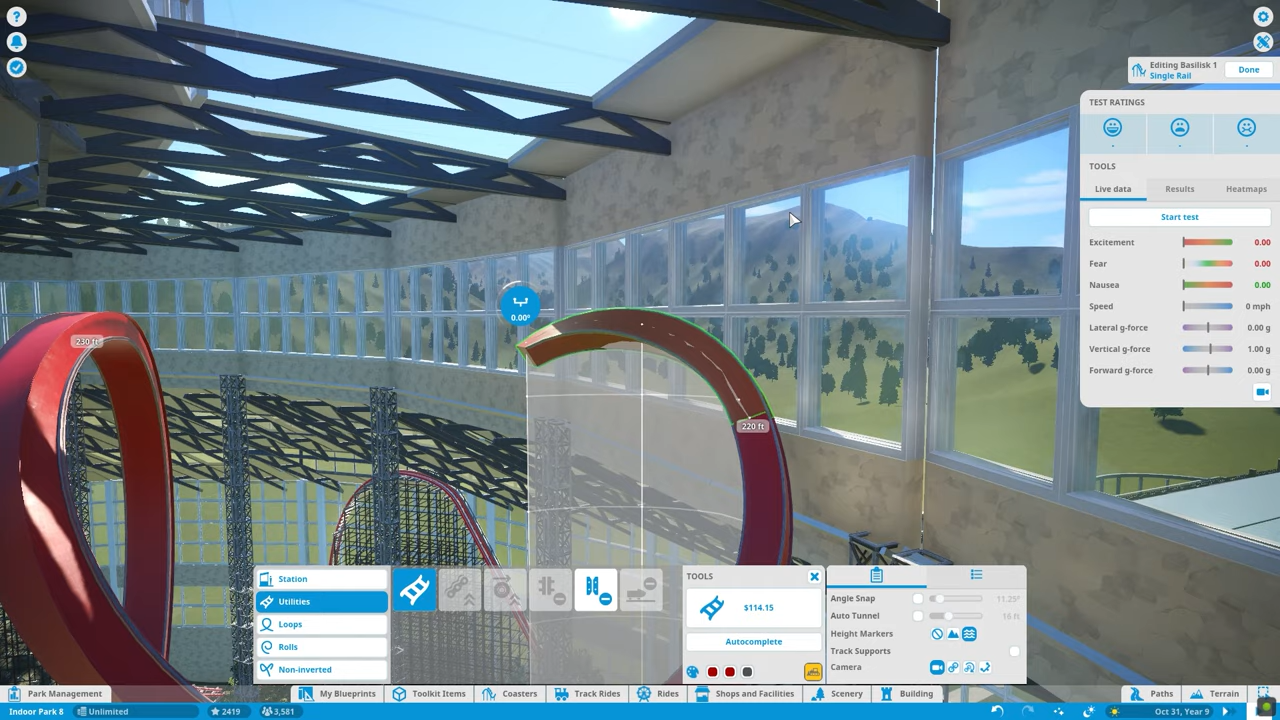 ?
Editing Basilisk 1
Single Rail
Done
TEST RATINGS
- - -
TOOLS
Live data Results Heatmaps
Start test
Excitement 0.00
Fear 0.00
Nausea 0.00
Speed 0 mph
Lateral g-force 0.00 g
Vertical g-force 1.00 g
Forward g-force 0.00 g
0.00°
230 ft
220 ft
Station
Utilities
Loops
Rolls
Non-inverted
TOOLS
$114.15
Autocomplete
Angle Snap 11.25°
Auto Tunnel 16 ft
Height Markers
Track Supports
Camera
Park Management My Blueprints Toolkit Items Coasters Track Rides Rides Shops and Facilities Scenery Building Paths Terrain
Indoor Park 8 Unlimited 2419 3,581 Oct 31, Year 9